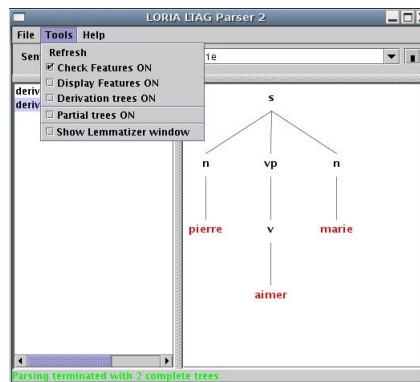 LORIA LTAG Parser 2
File Tools Help
Refresh
Check Features ON
Display Features ON
Derivation trees ON
Partial trees ON
Show Lemmatizer window
Sen
ie
deriv
deriv
s
n vp n
pierre v marie
aimer
Parsing terminated with 2 complete trees